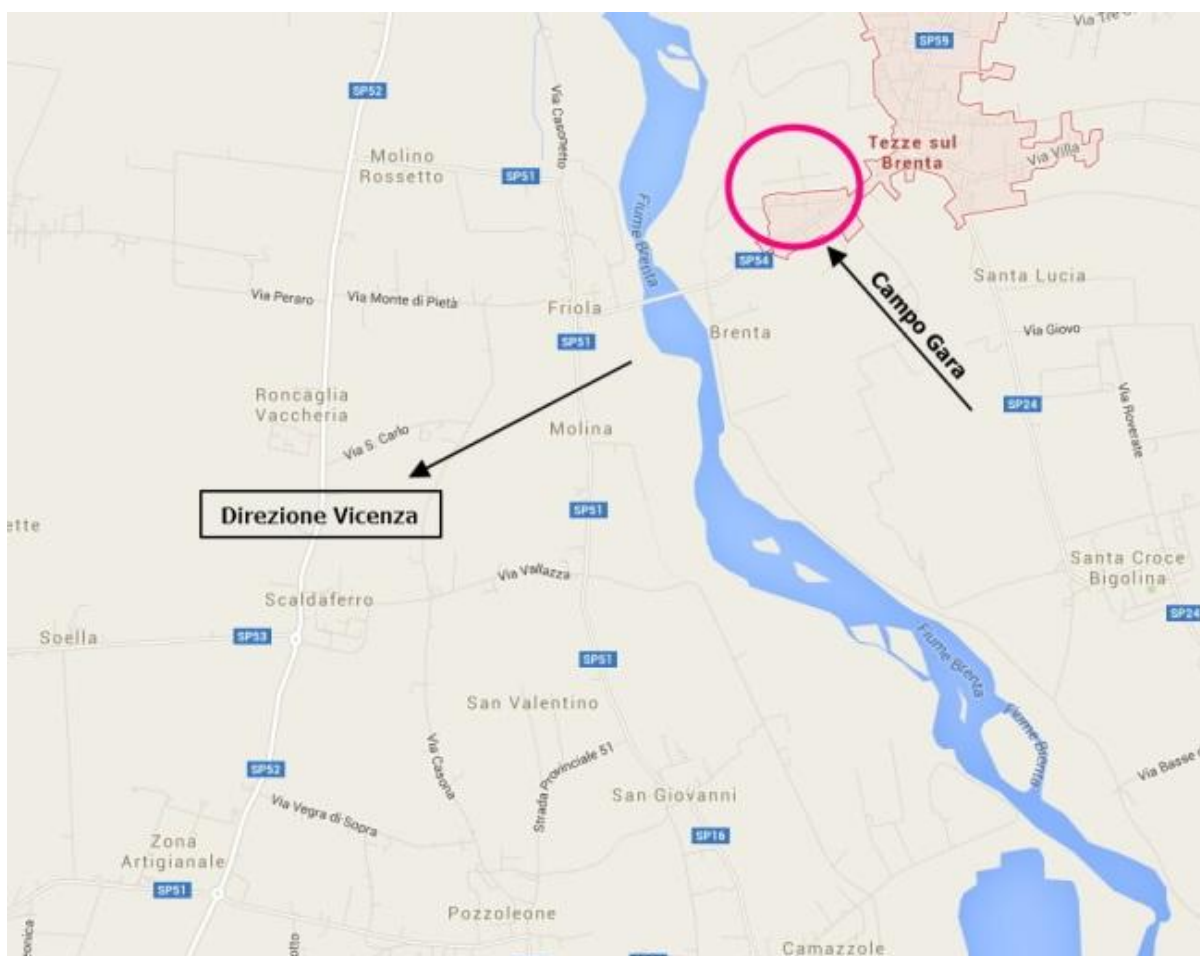 Via Tre
SP59
SP52
Via Casonetto
Molino
Rossetto
SP51
Tezze sul
Brenta
Via Villa
Fiume Brenta
SP54
Santa Lucia
Campo Gara
Via Peraro
Via Monte di Pietà
Friola
Brenta
Via Giovo
SP51
Roncaglia
Vaccheria
SP24
Via Roverate
Via S. Carlo
Molina
Direzione Vicenza
SP51
ette
Santa Croce
Bigolina
Via Vallazza
Scaldaferro
SP24
Soella
SP53
SP51
Fiume Brenta
San Valentino
Fiume Brenta
Via Casona
Strada Provinciale 51
Via Basse
SP52
San Giovanni
Via Vegra di Sopra
SP16
Zona
Artigianale
SP51
Pozzoleone
onica
otto
Camazzole